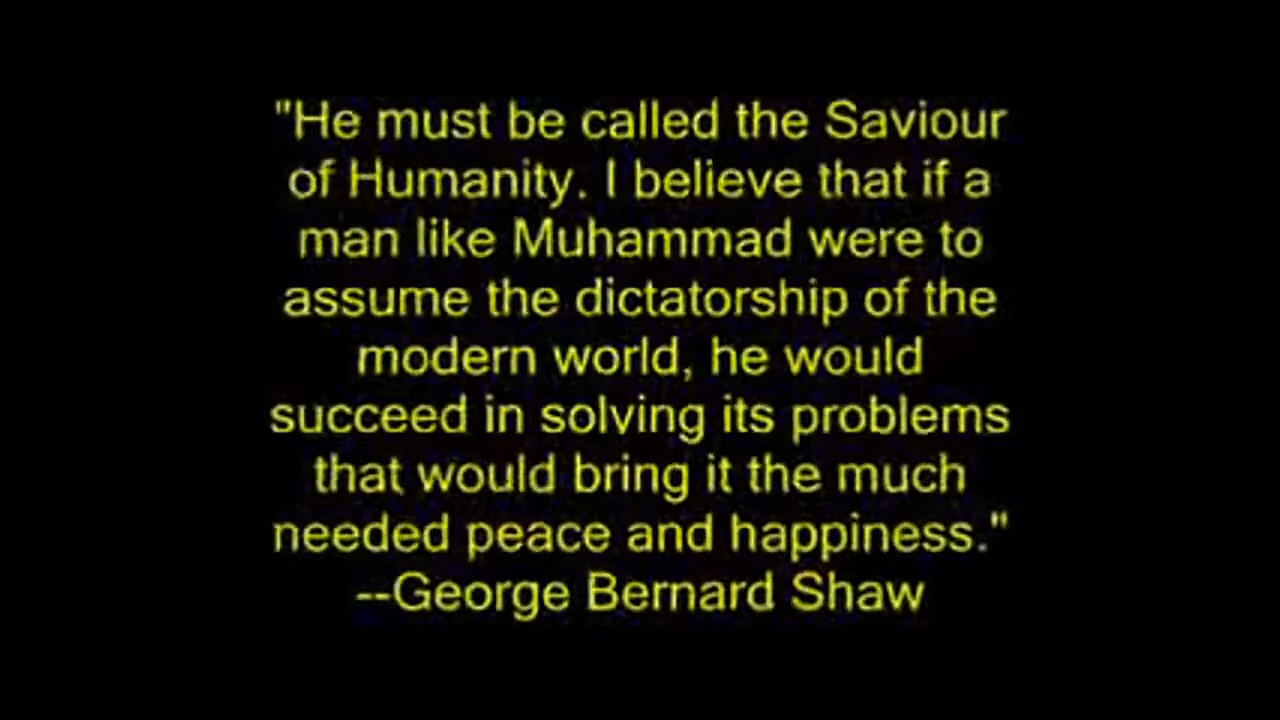 "He must be called the Saviour
of Humanity. I believe that if a
man like Muhammad were to
assume the dictatorship of the
modern world, he would
succeed in solving its problems
that would bring it the much
needed peace and happiness."
--George Bernard Shaw